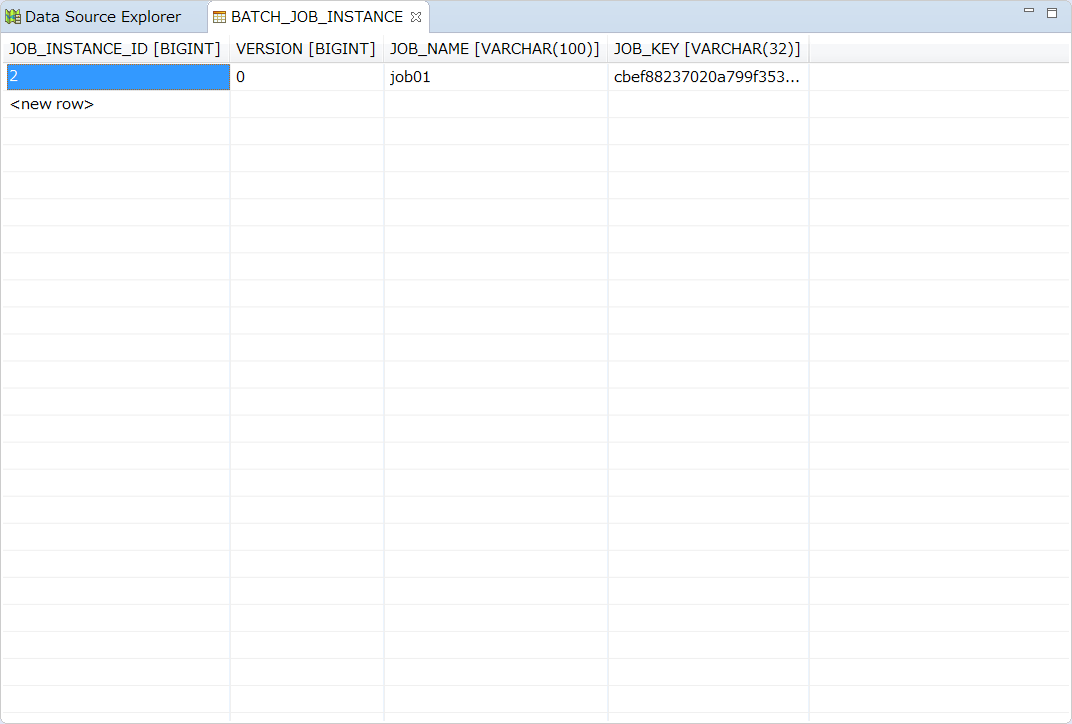 Data Source Explorer BATCH_JOB_INSTANCE
JOB_INSTANCE_ID [BIGINT] VERSION [BIGINT] JOB_NAME [VARCHAR(100)] JOB_KEY [VARCHAR(32)]
2 0 job01 cbef88237020a799f353...
<new row>